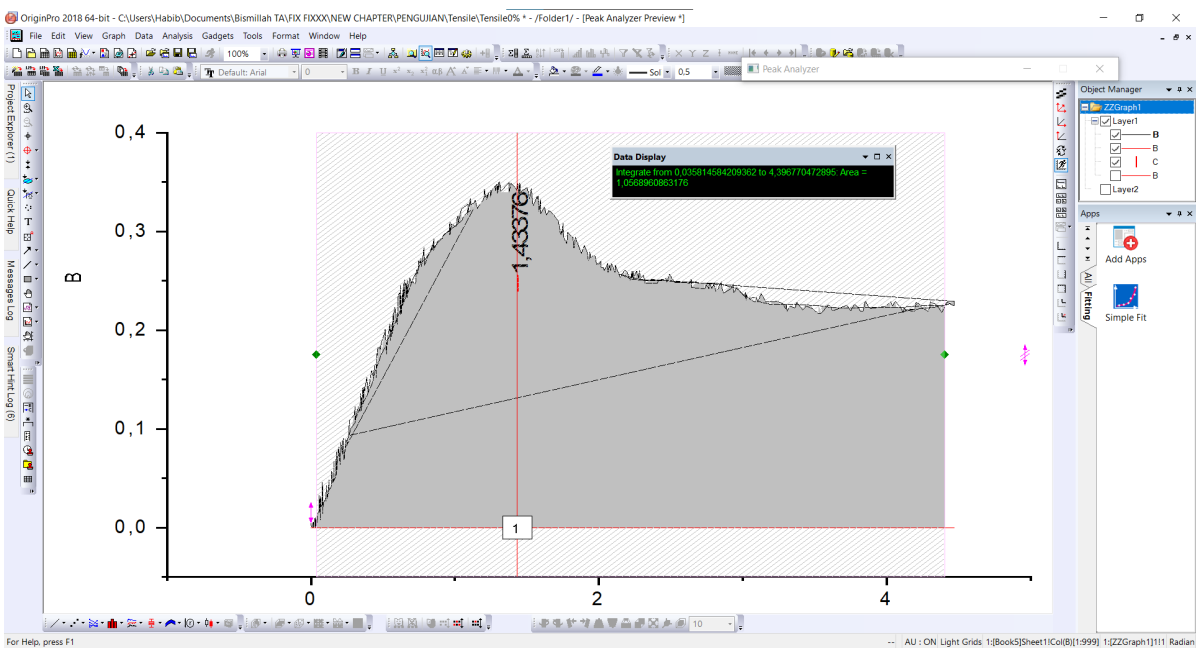 OriginPro 2018 64-bit - C:\Users\Habib\Documents\Bismillah TA\FIX FIXXX\NEW CHAPTER\PENGUJIAN\Tensile\Tensile0% * - /Folder1/ - [Peak Analyzer Preview *]
File Edit View Graph Data Analysis Gadgets Tools Format Window Help
100%
Default: Arial 0 B I U Sol 0.5
Peak Analyzer
Project Explorer (1)
Quick Help
Messages Log
Smart Hint Log (6)
B
0,4
0,3
0,2
0,1
0,0
0
2
4
1,43376
1
Data Display
Integrate from 0,035814584209362 to 4,396770472895: Area =
1,0568960863176
Object Manager
ZZGraph1
Layer1
B
B
C
B
Layer2
Apps
Add Apps
Simple Fit
All
Fitting
10
For Help, press F1
-- AU : ON Light Grids 1:[Book5]Sheet1!Col(B)[1:999] 1:[ZZGraph1]1!1 Radian